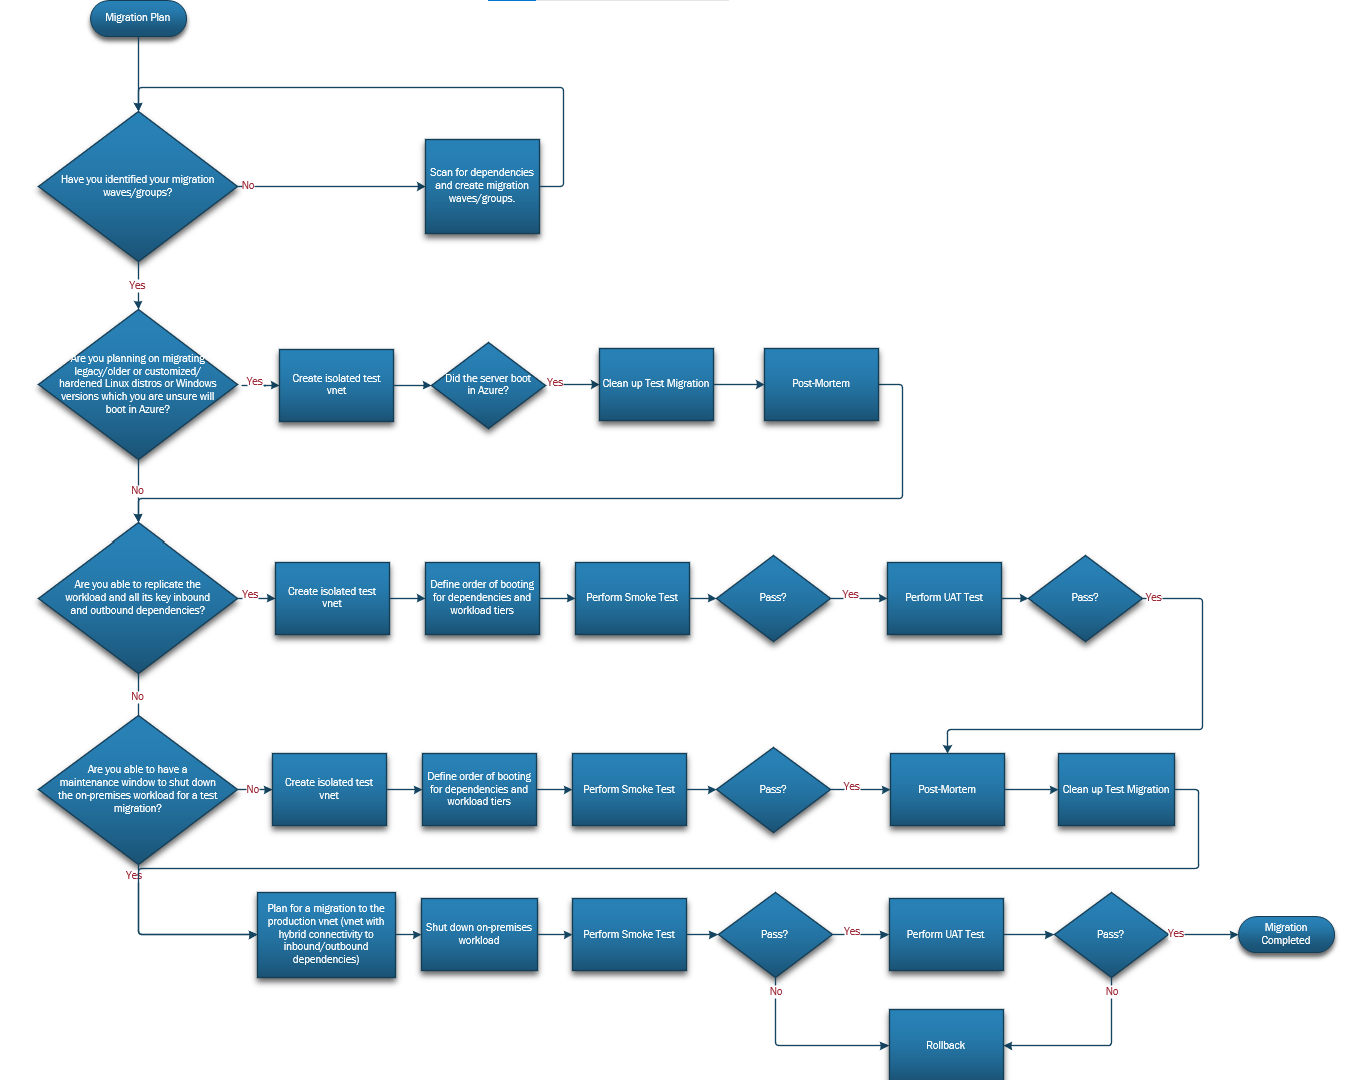 Migration Plan
Have you identified your migration
waves/groups?
No
Scan for dependencies
and create migration
waves/groups.
Yes
Are you planning on migrating
legacy/older or customized/
hardened Linux distros or Windows
versions which you are unsure will
boot in Azure?
Yes
Create isolated test
vnet
Did the server boot
in Azure?
Yes
Clean up Test Migration
Post-Mortem
No
Are you able to replicate the
workload and all its key inbound
and outbound dependencies?
Yes
Create isolated test
vnet
Define order of booting
for dependencies and
workload tiers
Perform Smoke Test
Pass?
Yes
Perform UAT Test
Pass?
Yes
No
Are you able to have a
maintenance window to shut down
the on-premises workload for a test
migration?
No
Create isolated test
vnet
Define order of booting
for dependencies and
workload tiers
Perform Smoke Test
Pass?
Yes
Post-Mortem
Clean up Test Migration
Yes
Plan for a migration to the
production vnet (vnet with
hybrid connectivity to
inbound/outbound
dependencies)
Shut down on-premises
workload
Perform Smoke Test
Pass?
Yes
Perform UAT Test
Pass?
Yes
Migration
Completed
No
No
Rollback